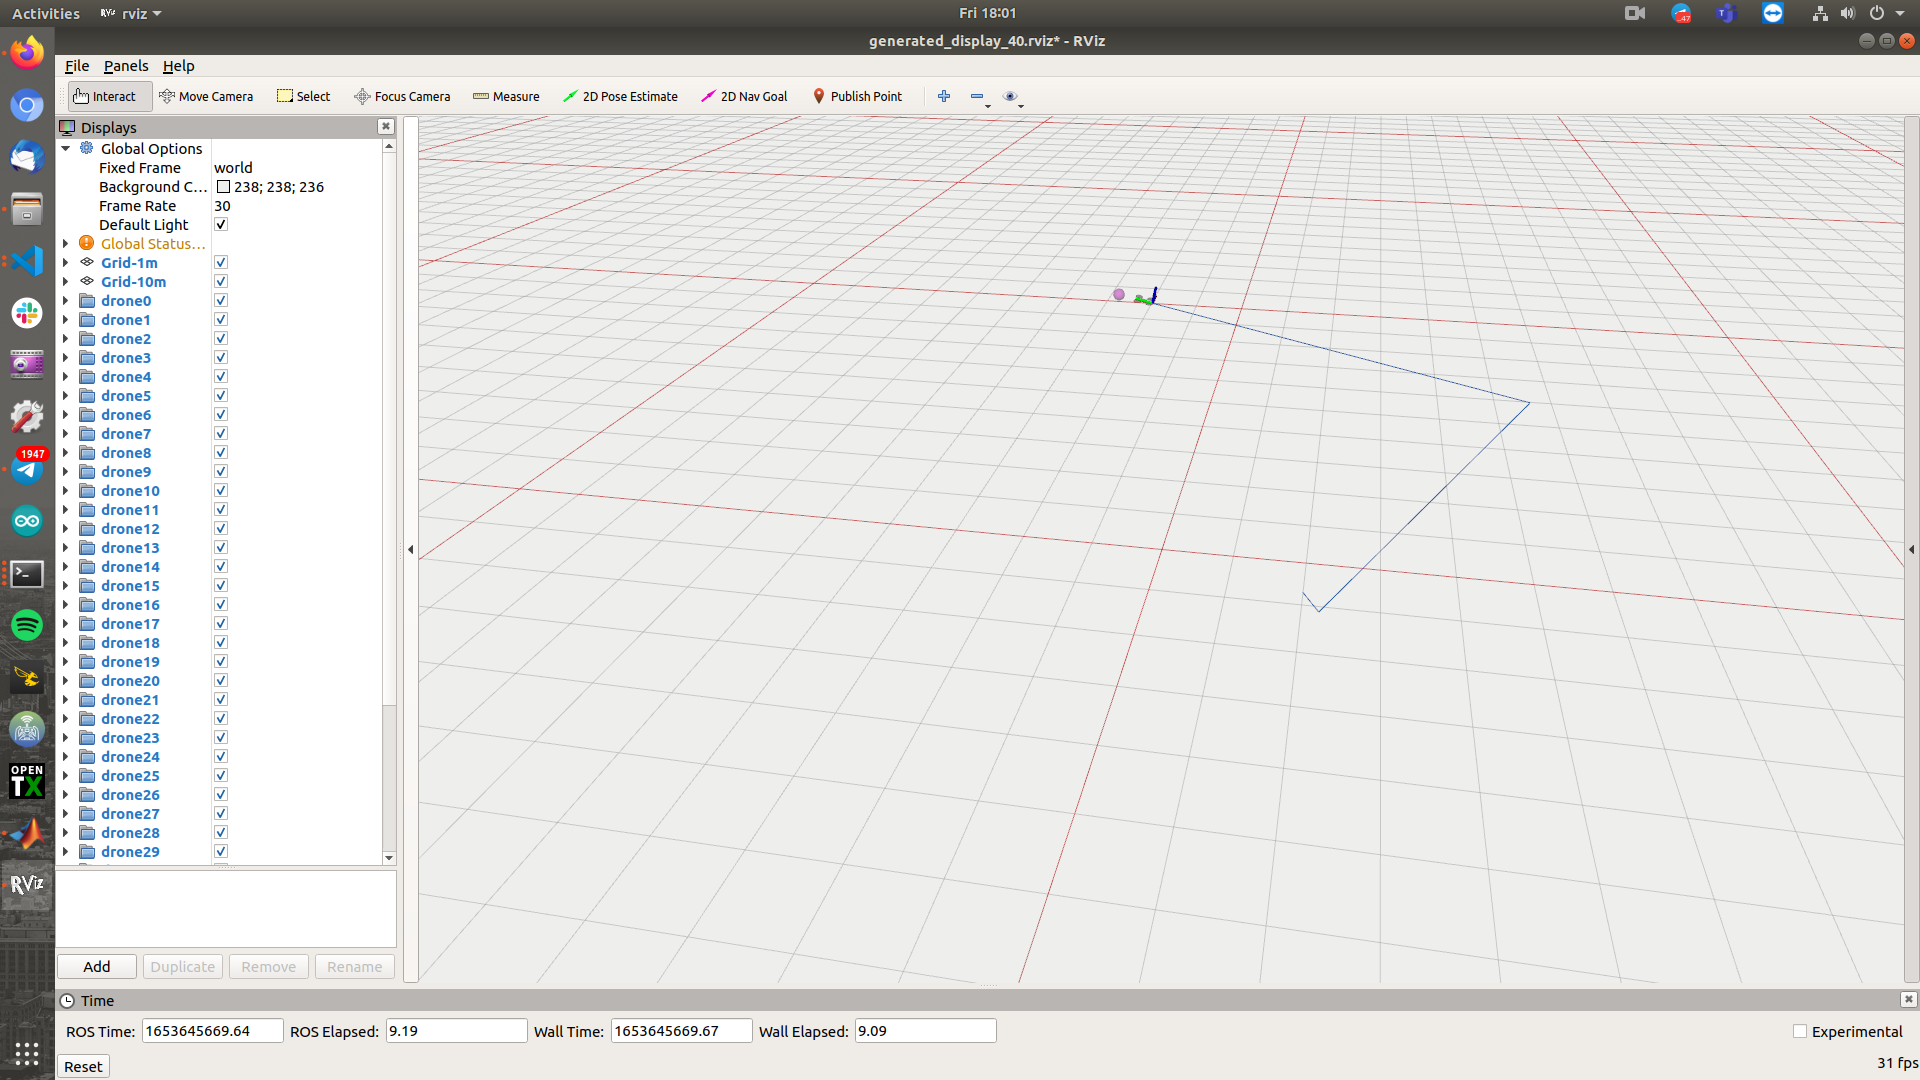 Activities RViz rviz Fri 18:01 47
generated_display_40.rviz* - RViz
File Panels Help
Interact Move Camera Select Focus Camera Measure 2D Pose Estimate 2D Nav Goal Publish Point
Displays
Global Options
Fixed Frame world
Background C... 238; 238; 236
Frame Rate 30
Default Light
Global Status...
Grid-1m
Grid-10m
drone0
drone1
drone2
drone3
drone4
drone5
drone6
drone7
drone8
drone9
drone10
drone11
drone12
drone13
drone14
drone15
drone16
drone17
drone18
drone19
drone20
drone21
drone22
drone23
drone24
drone25
drone26
drone27
drone28
drone29
1947
OPEN
TX
RViz
Add Duplicate Remove Rename
Time
ROS Time: 1653645669.64 ROS Elapsed: 9.19 Wall Time: 1653645669.67 Wall Elapsed: 9.09 Experimental
Reset 31 fps